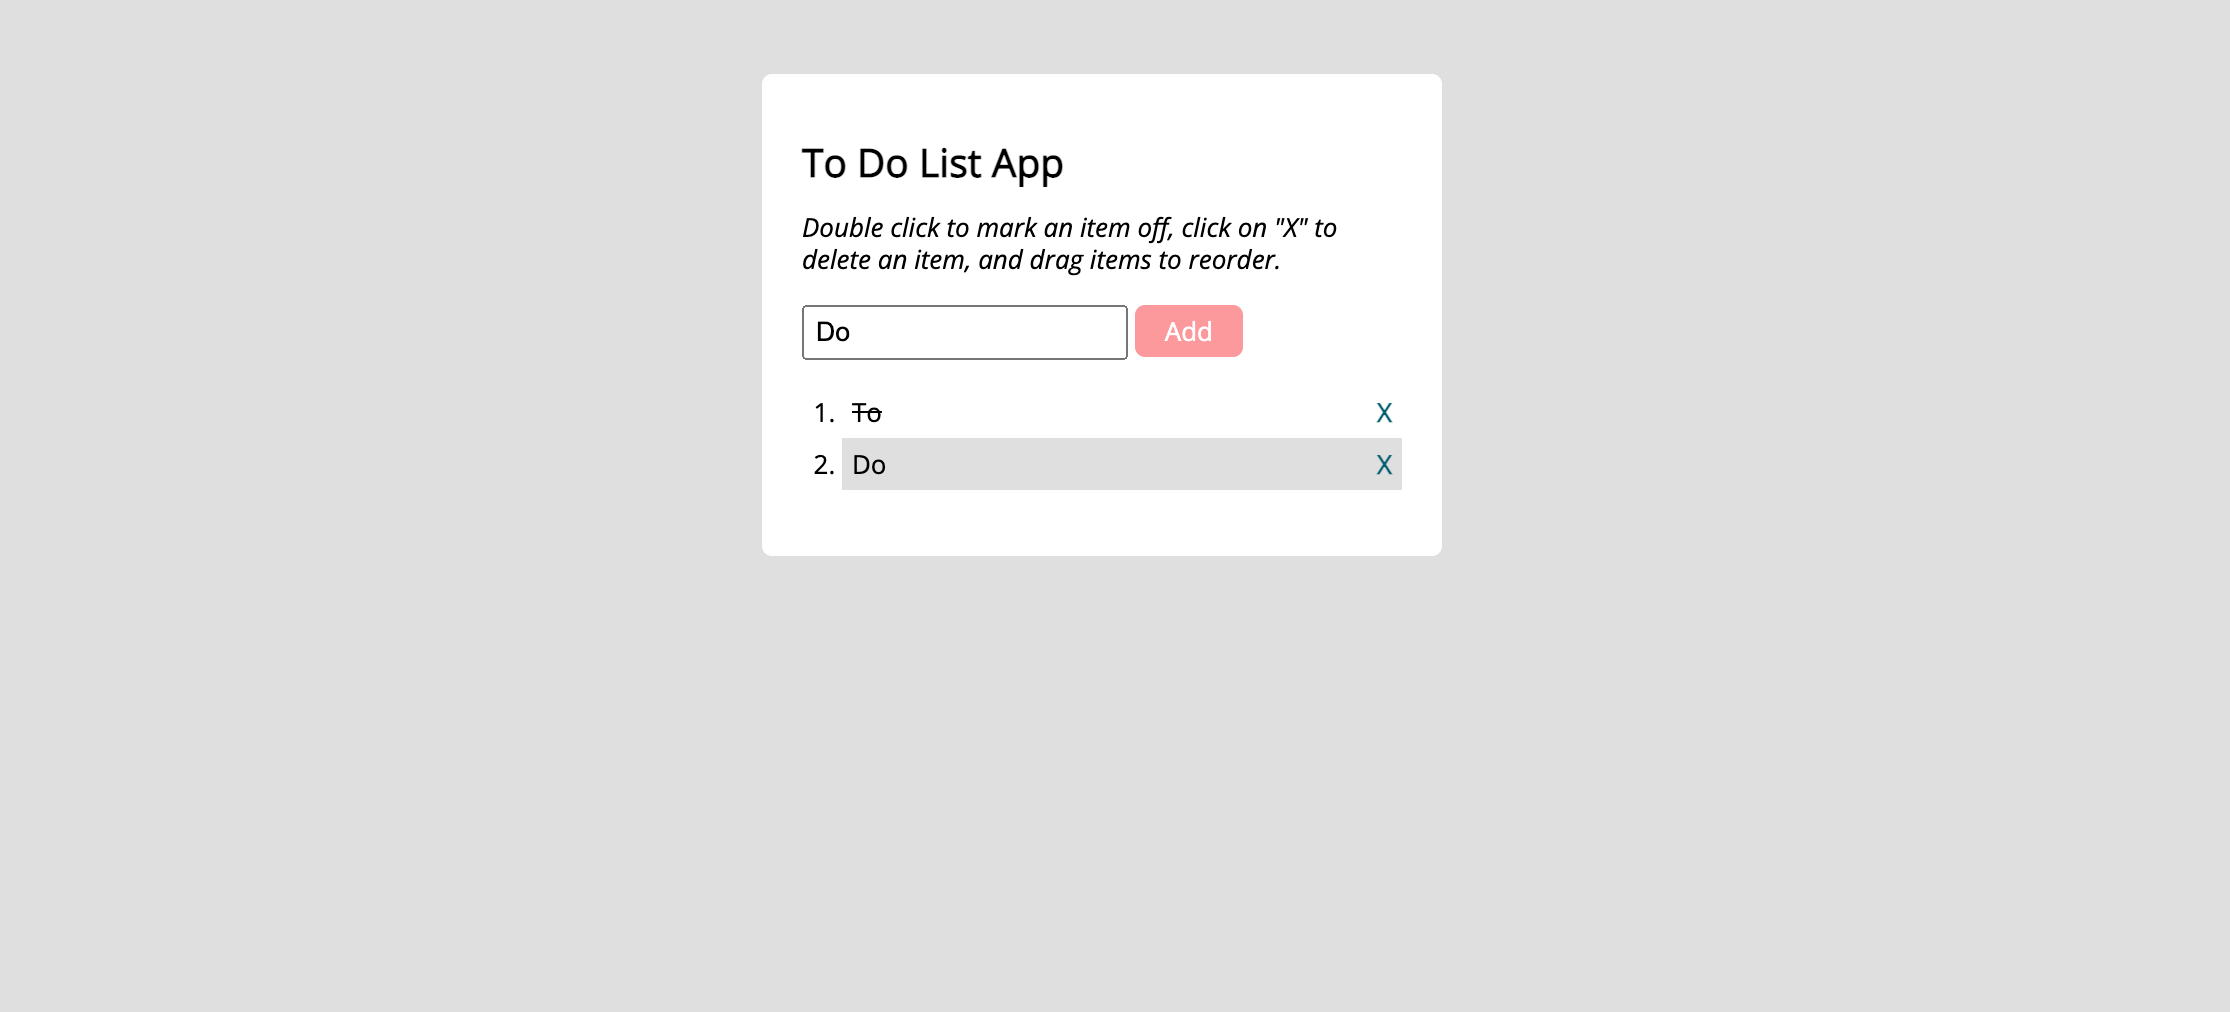 To Do List App
Double click to mark an item off, click on "X" to
delete an item, and drag items to reorder.
Do Add
1. To X
2. Do X